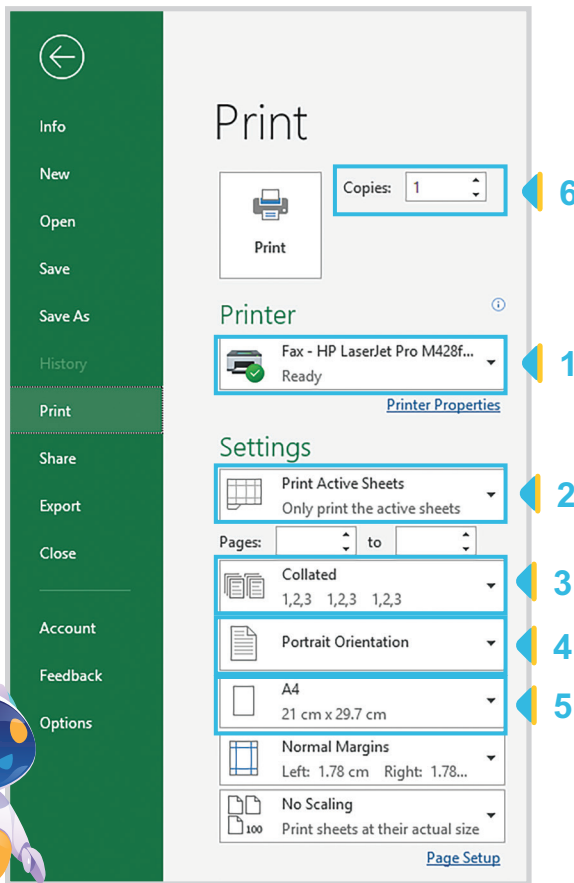 Info
New
Open
Save
Save As
History
Print
Share
Export
Close
Account
Feedback
Options
Print
Copies: 1
6
Print
Printer
Fax - HP LaserJet Pro M428f...
Ready
1
Printer Properties
Settings
Print Active Sheets
Only print the active sheets
2
Pages: to
Collated
1,2,3 1,2,3 1,2,3
3
Portrait Orientation
4
A4
21 cm x 29.7 cm
5
Normal Margins
Left: 1.78 cm Right: 1.78...
No Scaling
100 Print sheets at their actual size
Page Setup